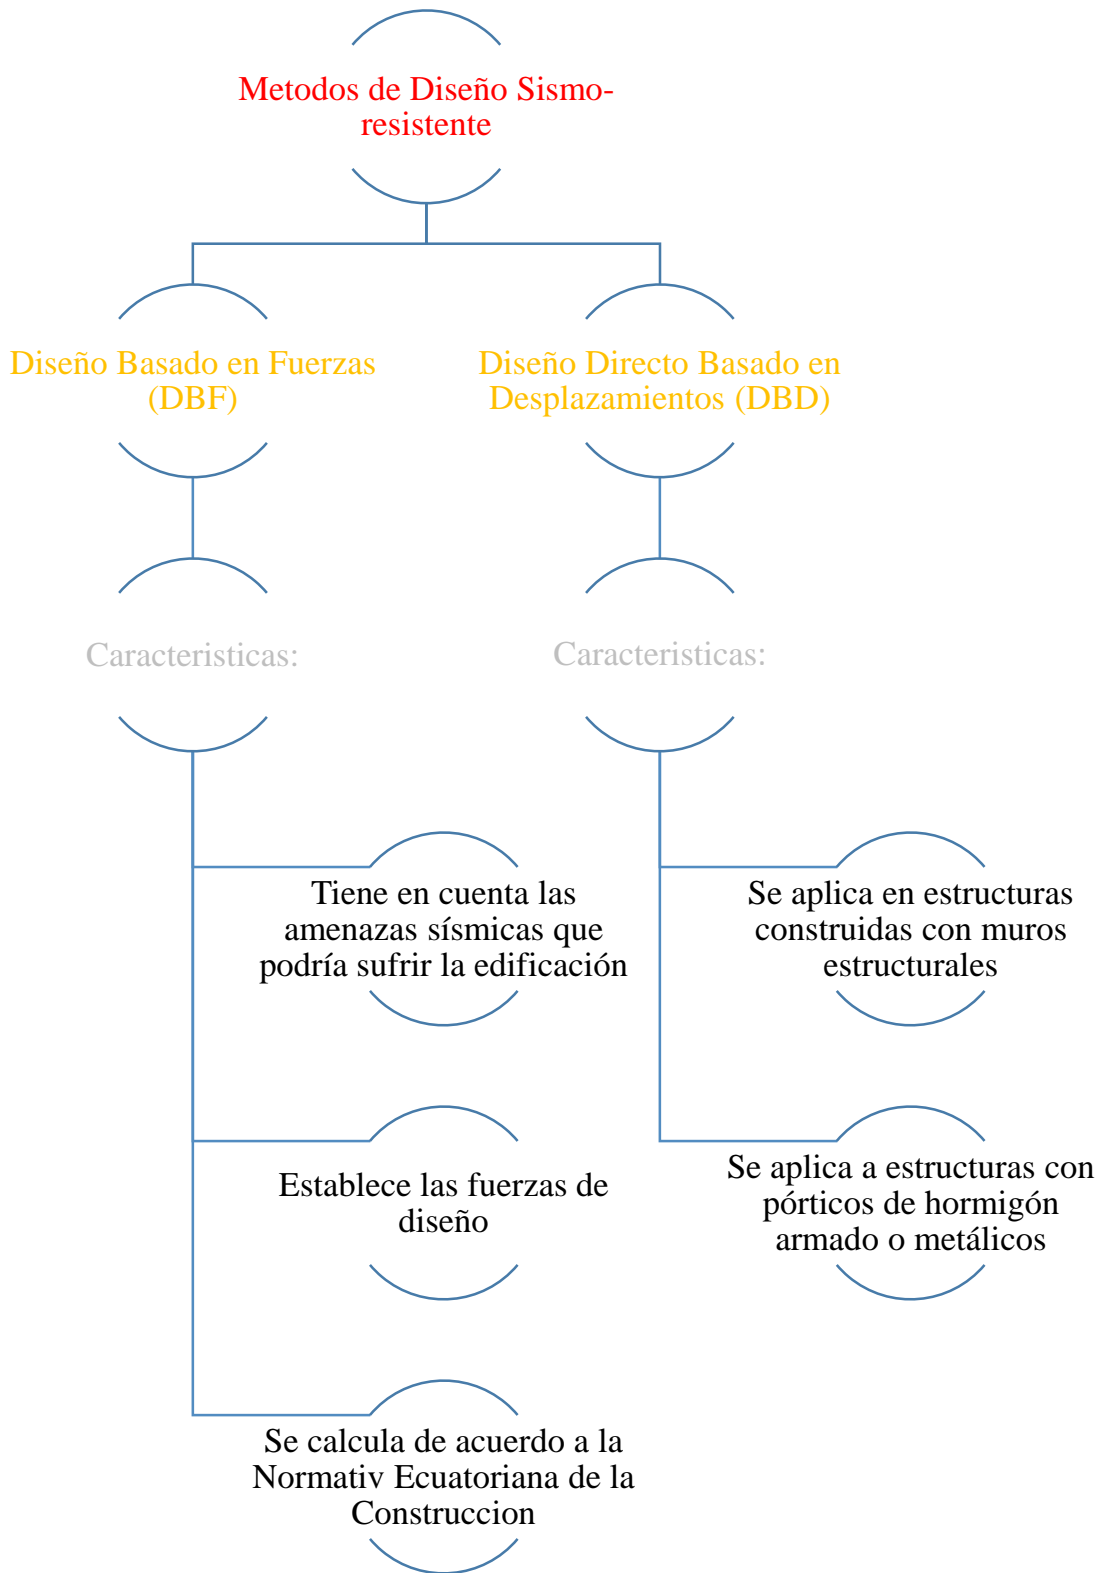 Metodos de Diseño Sismo-
resistente
Diseño Basado en Fuerzas
(DBF)
Diseño Directo Basado en
Desplazamientos (DBD)
Caracteristicas:
Caracteristicas:
Tiene en cuenta las
amenazas sísmicas que
podría sufrir la edificación
Se aplica en estructuras
construidas con muros
estructurales
Establece las fuerzas de
diseño
Se aplica a estructuras con
pórticos de hormigón
armado o metálicos
Se calcula de acuerdo a la
Normativ Ecuatoriana de la
Construccion